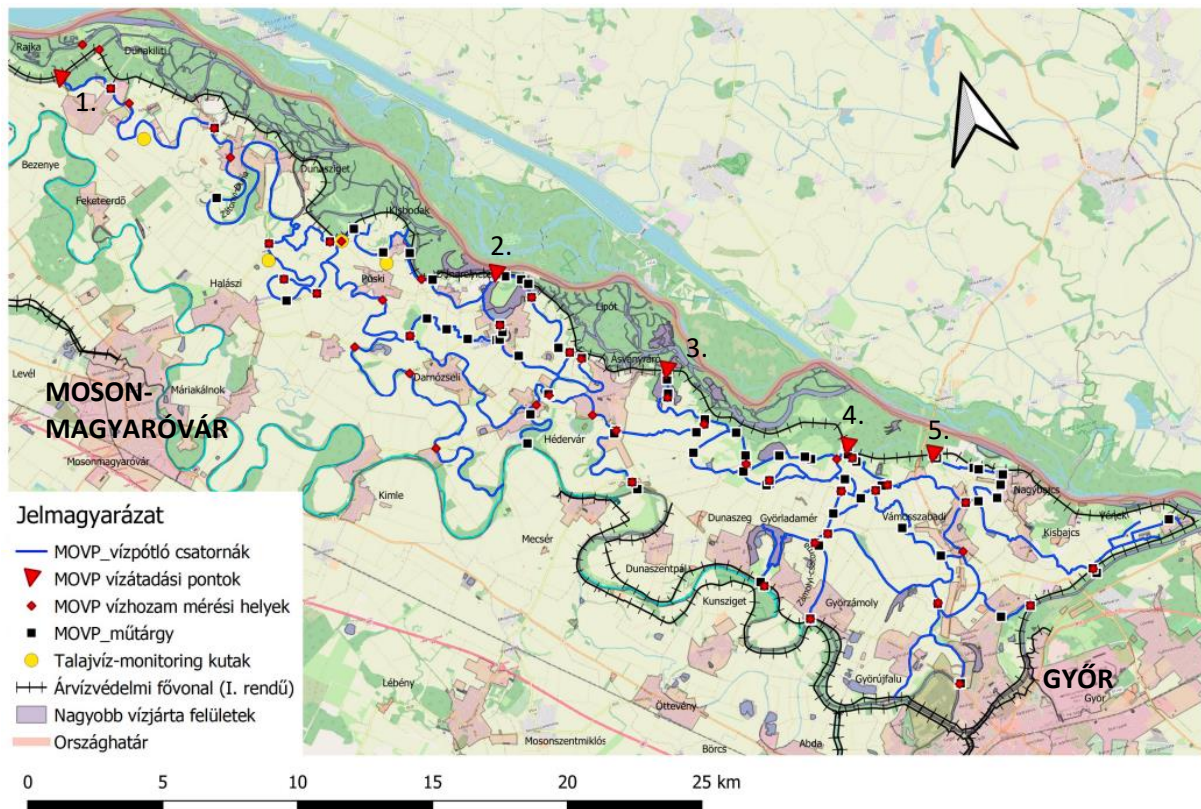 Rajka
Dunakiliti
1.
Bezenye
Feketeerdő
Dunasziget
Kisbodak
2.
Halászi
Püski
Lipót
Ásványráró
3.
Levél
Máriakálnok
MOSON-
MAGYARÓVÁR
Mosonmagyaróvár
Darnózseli
Hédervár
4.
5.
Kimle
Mecsér
Dunaszeg
Győrladamér
Vámosszabadi
Nagybajcs
Kisbajcs
Vének
Dunaszentpál
Kunsziget
Győrzámoly
Lébény
Öttevény
Győrújfalu
GYŐR
Győr
Mosonszentmiklós
Börcs
Abda
Jelmagyarázat
MOVP_vízpótló csatornák
MOVP vízátadási pontok
MOVP vízhozam mérési helyek
MOVP_műtárgy
Talajvíz-monitoring kutak
Árvízvédelmi fővonal (I. rendű)
Nagyobb vízjárta felületek
Országhatár
0 5 10 15 20 25 km